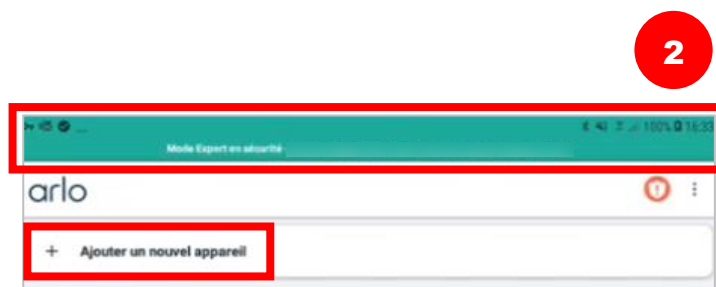 2
100% 16:33
Mode Expert en sécurité
arlo
+ Ajouter un nouvel appareil